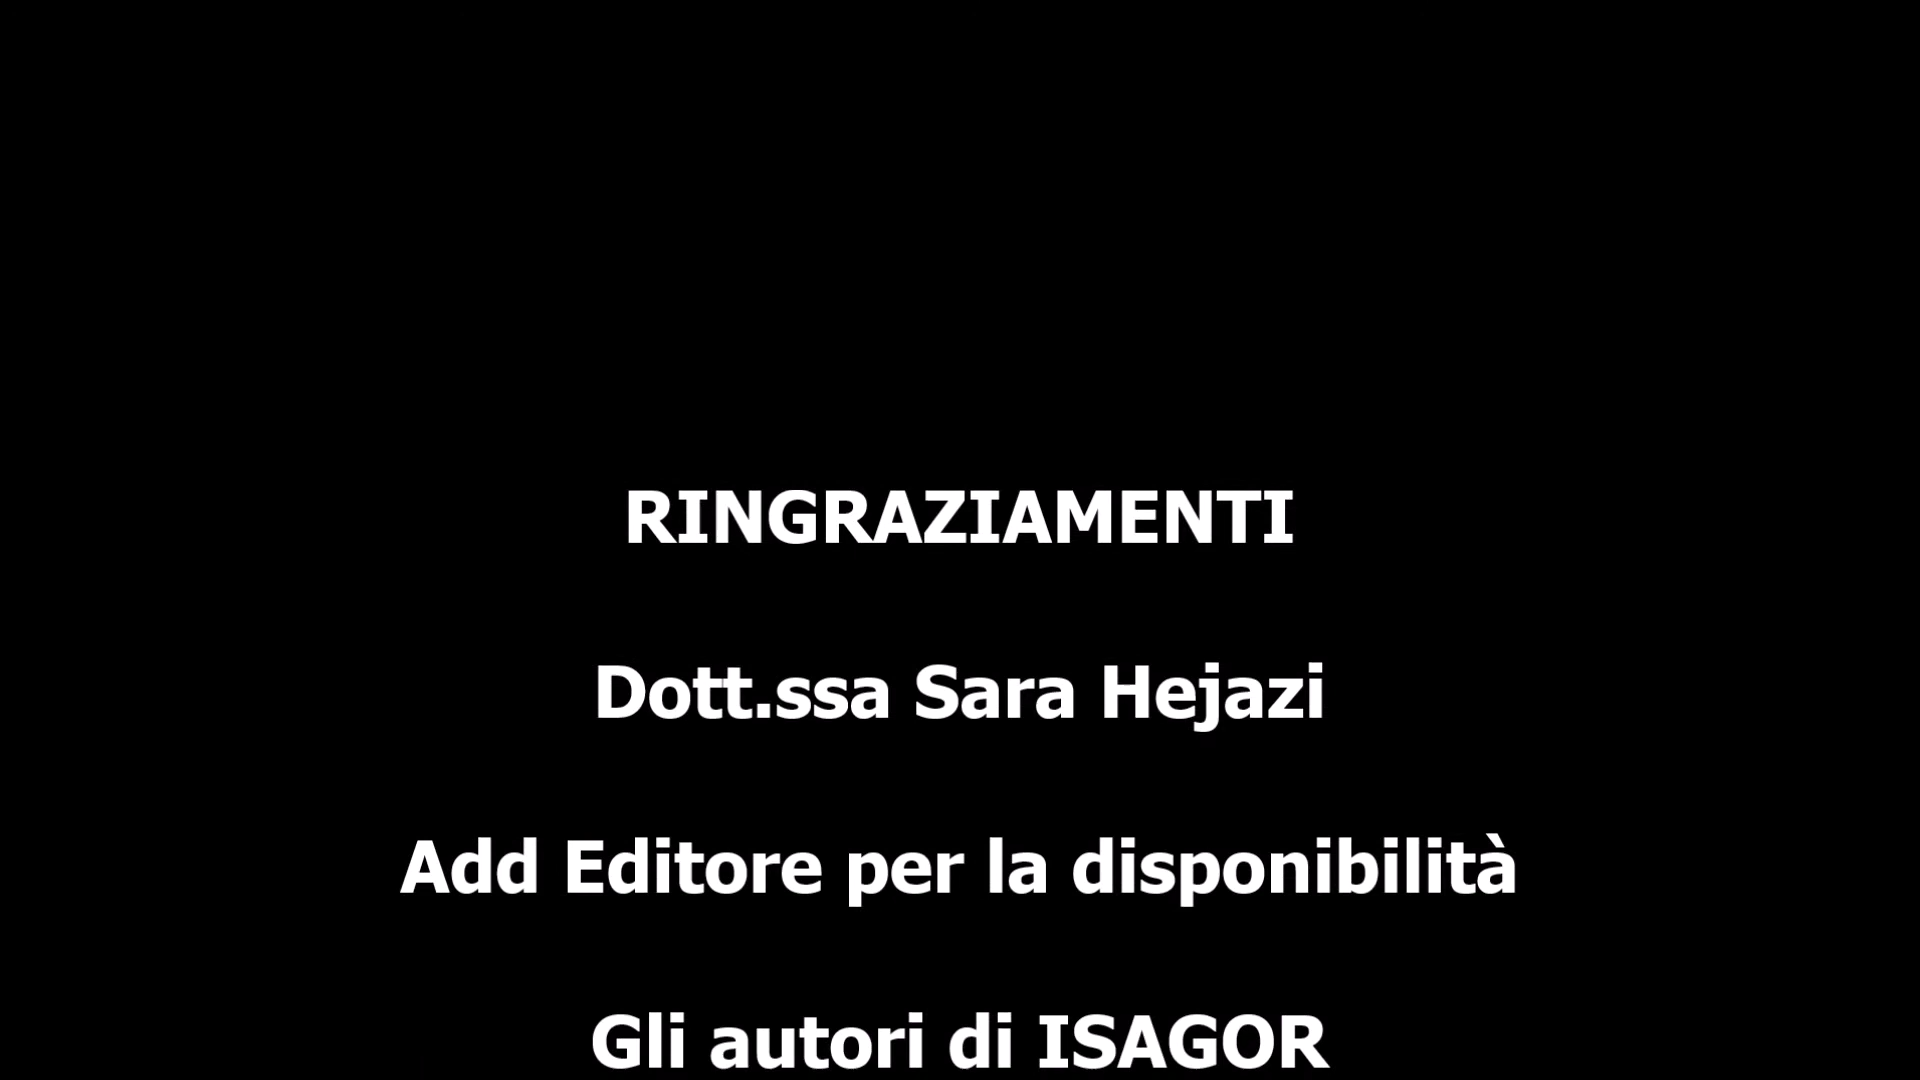 RINGRAZIAMENTI
Dott.ssa Sara Hejazi
Add Editore per la disponibilità
Gli autori di ISAGOR